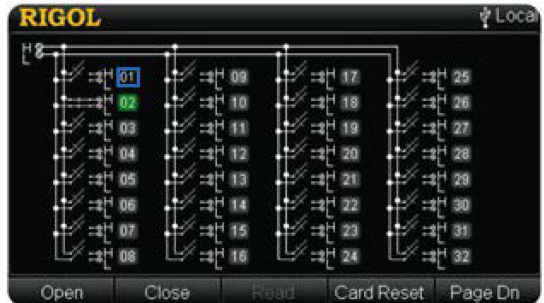 RIGOL Local
H
L
H 01 H 09 H 17 H 25
L L L L
H 02 H 10 H 18 H 26
L L L L
H 03 H 11 H 19 H 27
L L L L
H 04 H 12 H 20 H 28
L L L L
H 05 H 13 H 21 H 29
L L L L
H 06 H 14 H 22 H 30
L L L L
H 07 H 15 H 23 H 31
L L L L
H 08 H 16 H 24 H 32
L L L L
Open Close Read Card Reset Page Dn